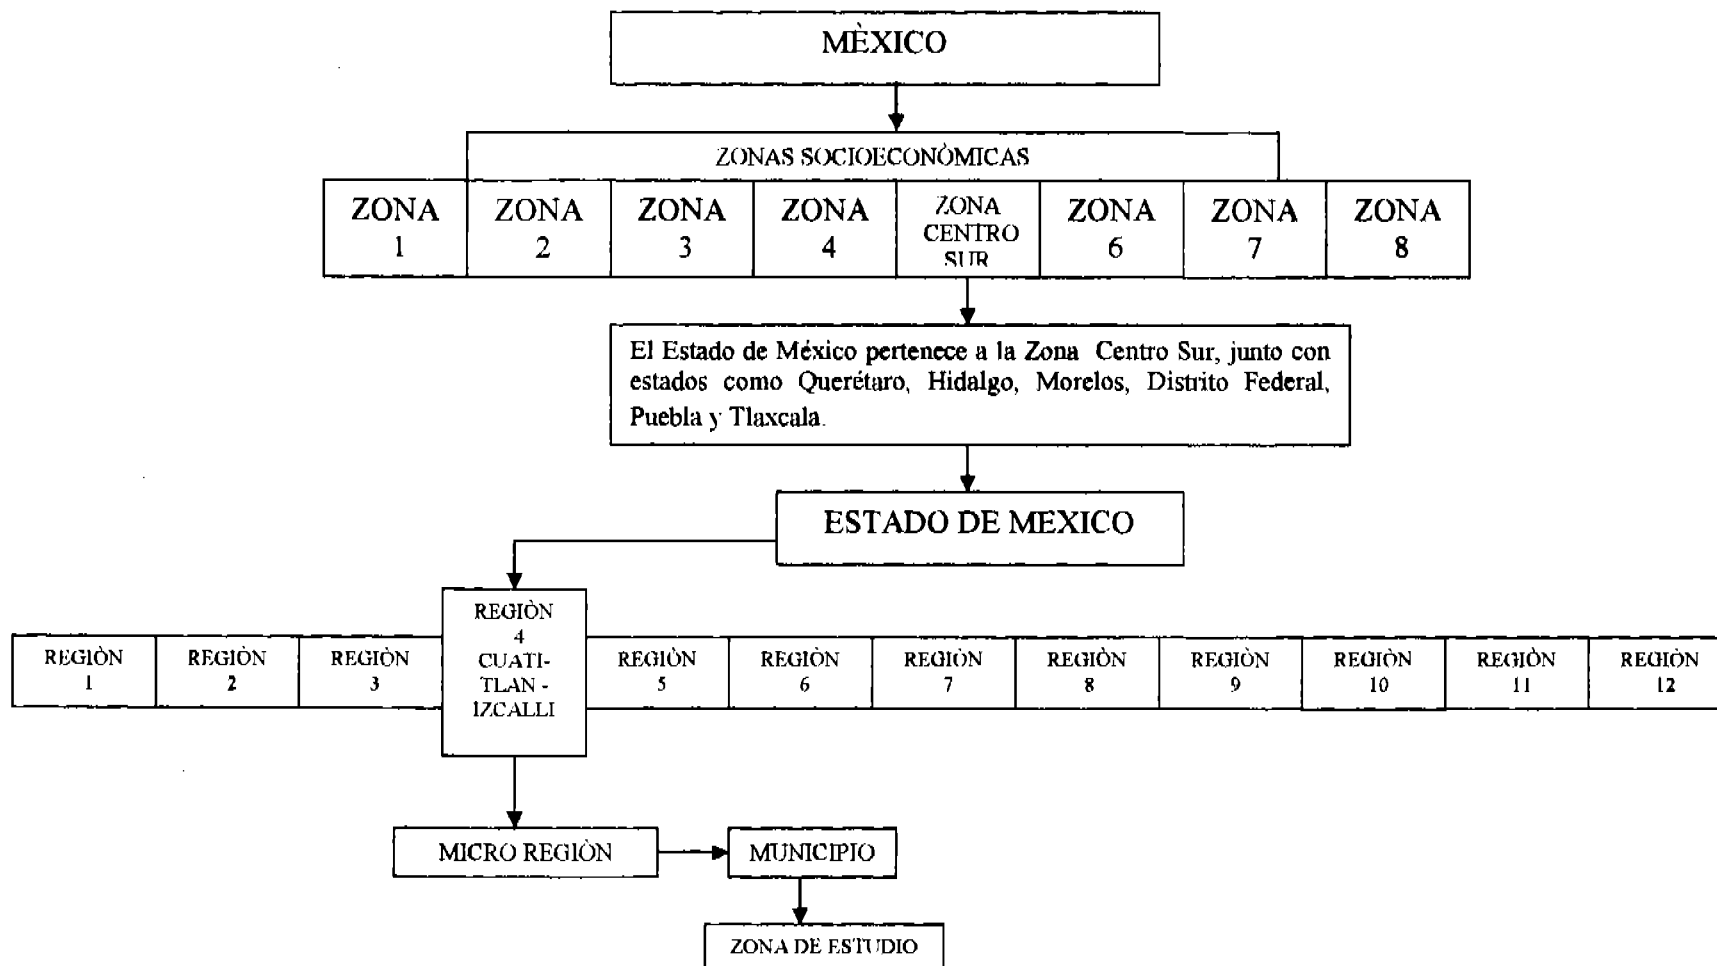 MÈXICO
ZONAS SOCIOECONÒMICAS
ZONA
1
ZONA
2
ZONA
3
ZONA
4
ZONA
CENTRO
SUR
ZONA
6
ZONA
7
ZONA
8
El Estado de México pertenece a la Zona Centro Sur, junto con
estados como Querétaro, Hidalgo, Morelos, Distrito Federal,
Puebla y Tlaxcala.
ESTADO DE MEXICO
REGIÒN
1
REGIÒN
2
REGIÒN
3
REGIÒN
4
CUATI-
TLAN -
IZCALLI
REGIÒN
5
REGIÒN
6
REGIÒN
7
REGIÒN
8
REGIÒN
9
REGIÒN
10
REGIÒN
11
REGIÒN
12
MICRO REGIÒN
MUNICIPIO
ZONA DE ESTUDIO